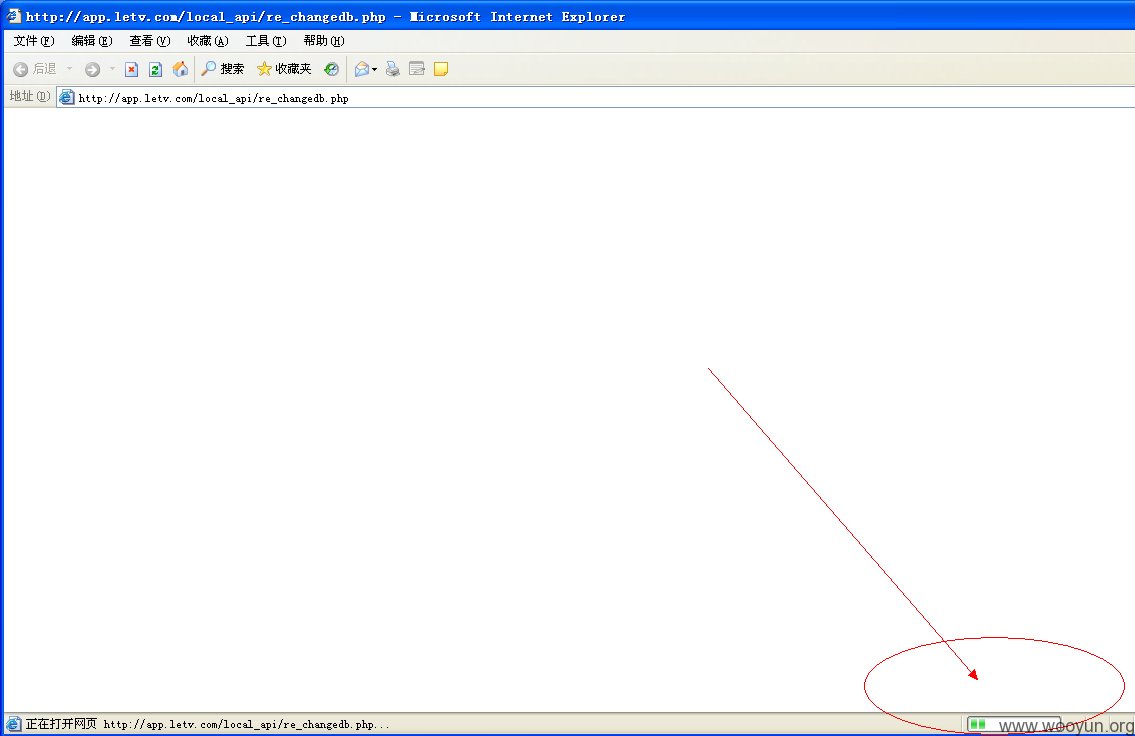 http://app.letv.com/local_api/re_changedb.php - Microsoft Internet Explorer
文件(F) 编辑(E) 查看(V) 收藏(A) 工具(T) 帮助(H)
后退 搜索 收藏夹
地址(D) http://app.letv.com/local_api/re_changedb.php
正在打开网页 http://app.letv.com/local_api/re_changedb.php...
www.wooyun.org